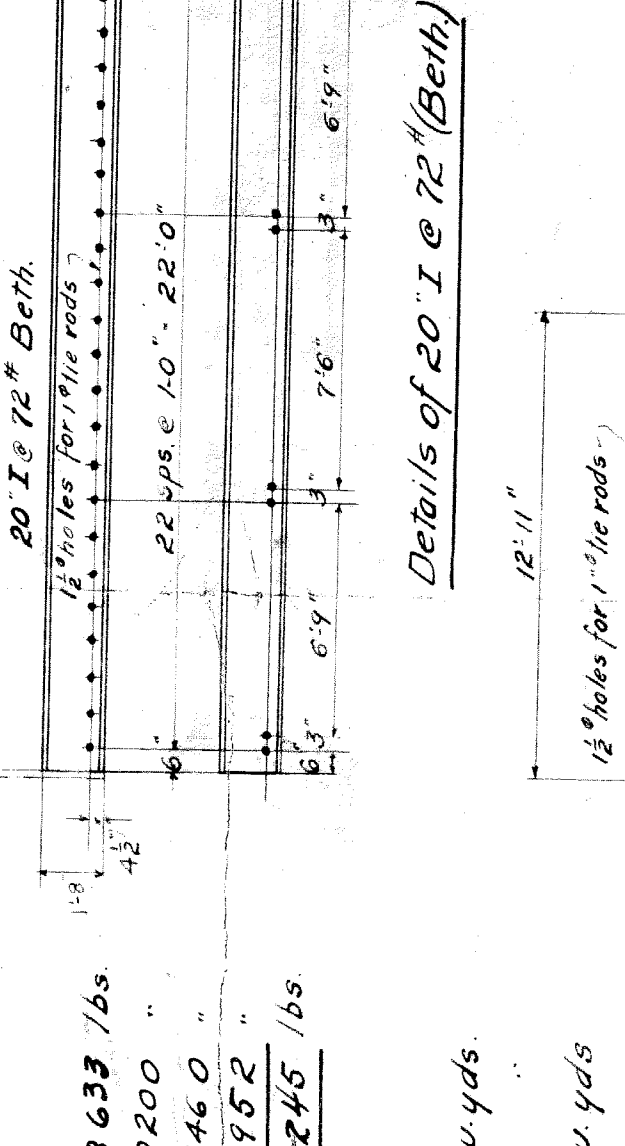 20" I @ 72 # Beth.
1½" ø holes for 1" ø tie rods
22 sps. @ 1'-0" = 22'-0"
6"
1'-8
4½"
6" 3" 6'-9" 3" 7'6" 3" 6'-9"
Details of 20" I @ 72 # (Beth.)
12'-11"
1½" ø holes for 1" ø tie rods
633 lbs.
200 "
460 "
952 "
245 lbs.
u.yds.
"
u.yds